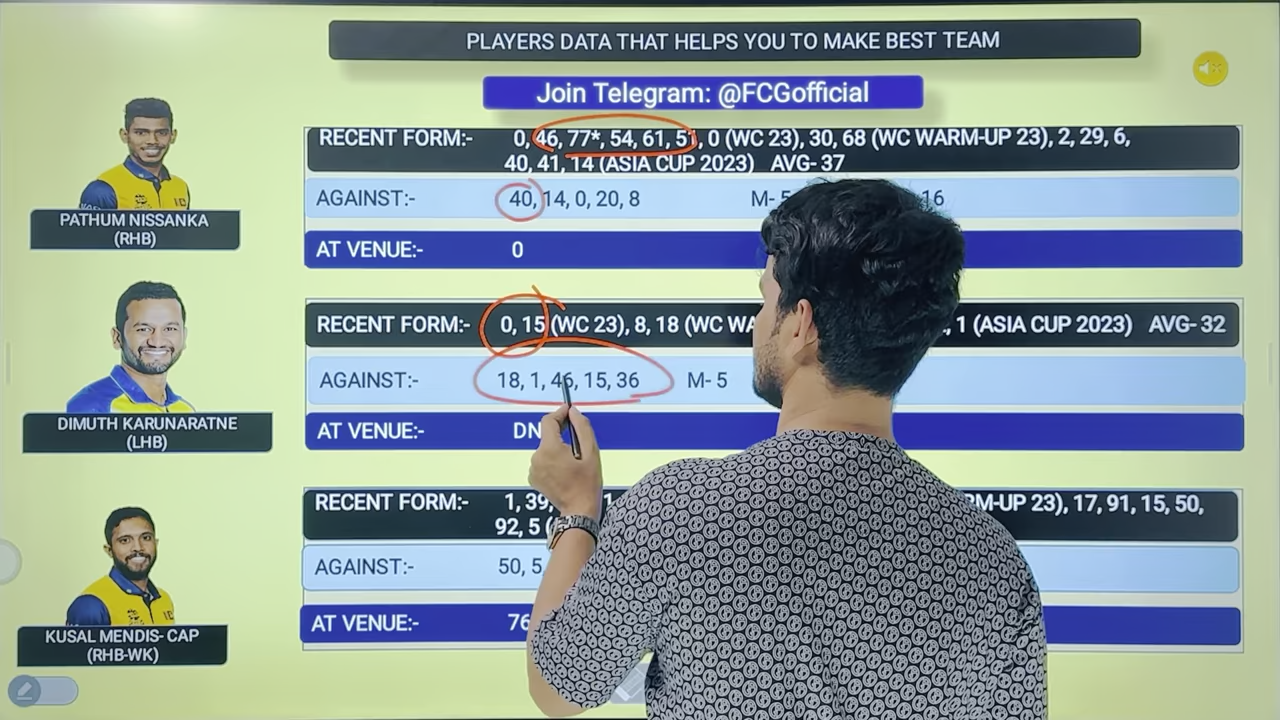 PLAYERS DATA THAT HELPS YOU TO MAKE BEST TEAM
Join Telegram: @FCGofficial
RECENT FORM:- 0, 46, 77*, 54, 61, 51, 0 (WC 23), 30, 68 (WC WARM-UP 23), 2, 29, 6,
40, 41, 14 (ASIA CUP 2023) AVG- 37
AGAINST:- 40, 14, 0, 20, 8 M- 5 16
AT VENUE:- 0
PATHUM NISSANKA
(RHB)
RECENT FORM:- 0, 15 (WC 23), 8, 18 (WC 1 (ASIA CUP 2023) AVG- 32
AGAINST:- 18, 1, 46, 15, 36 M- 5
AT VENUE:-
DIMUTH KARUNARATNE
(LHB)
RECENT FORM:- 1, 39, 23), 17, 91, 15, 50,
92, 5
AGAINST:- 50, 5
AT VENUE:- 76
KUSAL MENDIS- CAP
(RHB-WK)